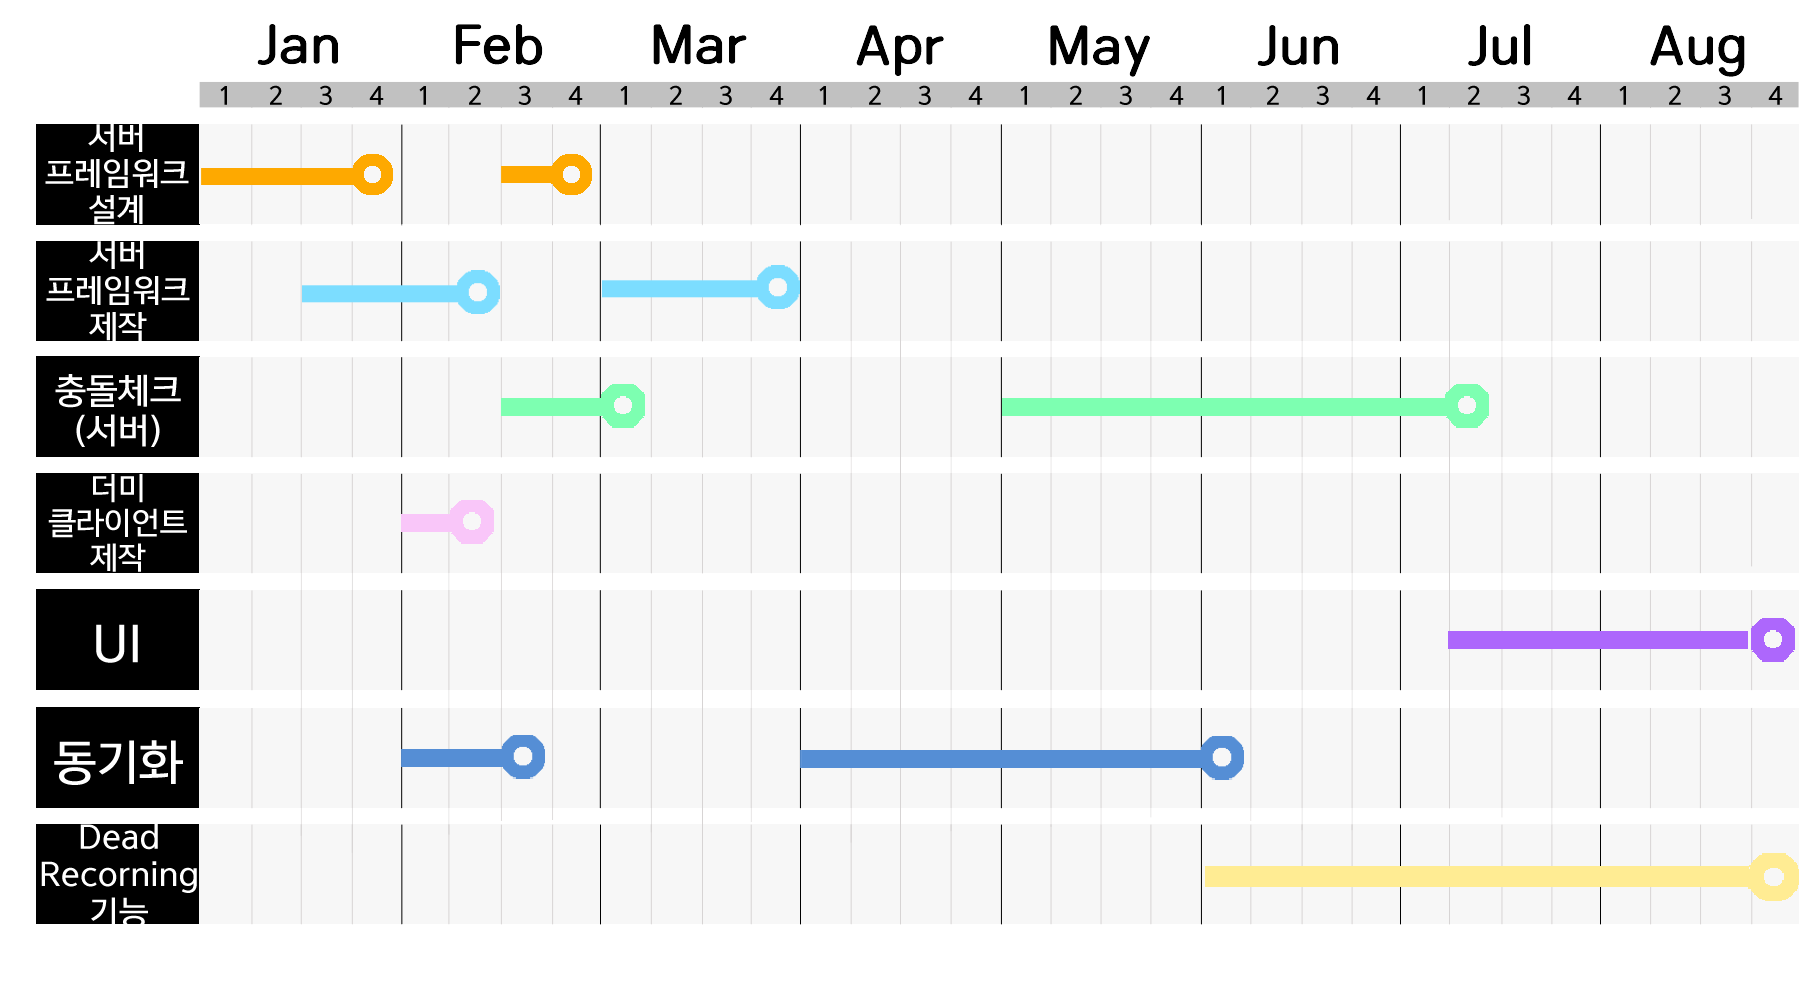 Jan Feb Mar Apr May Jun Jul Aug
1 2 3 4 1 2 3 4 1 2 3 4 1 2 3 4 1 2 3 4 1 2 3 4 1 2 3 4 1 2 3 4
서버
프레임워크
설계
서버
프레임워크
제작
충돌체크
(서버)
더미
클라이언트
제작
UI
동기화
Dead
Recorning
기능